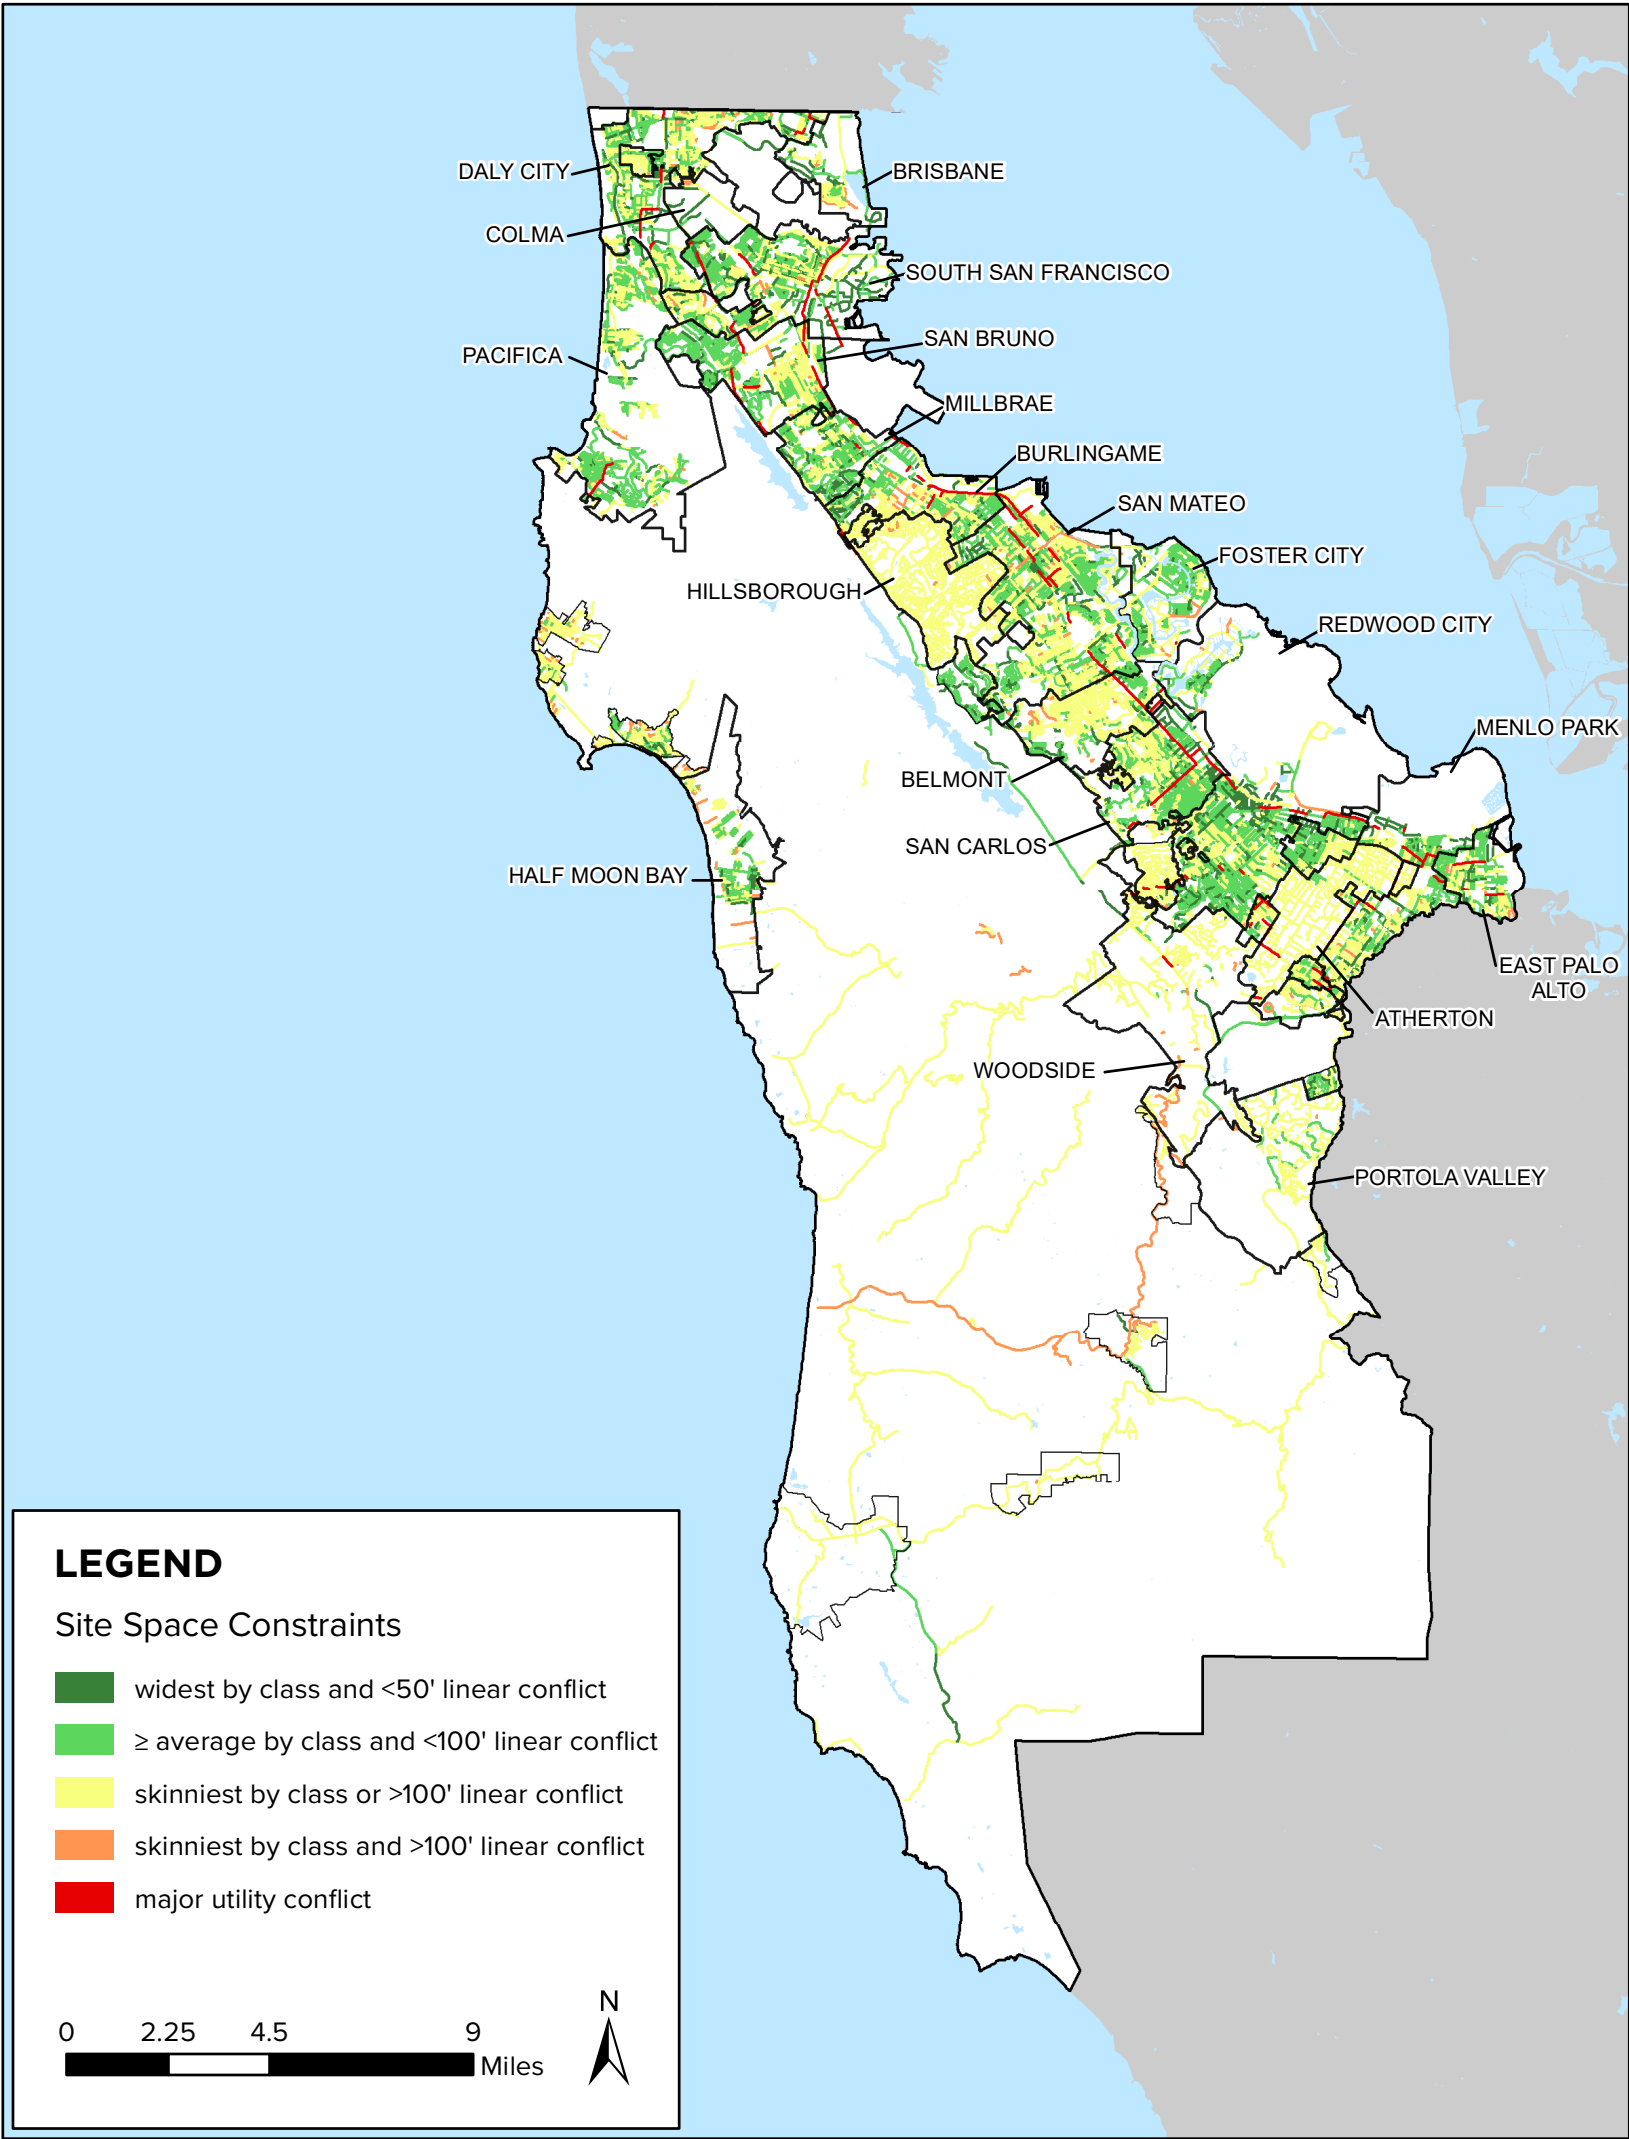 DALY CITY
BRISBANE
COLMA
SOUTH SAN FRANCISCO
SAN BRUNO
PACIFICA
MILLBRAE
BURLINGAME
SAN MATEO
FOSTER CITY
HILLSBOROUGH
REDWOOD CITY
MENLO PARK
BELMONT
SAN CARLOS
HALF MOON BAY
EAST PALO
ALTO
ATHERTON
WOODSIDE
PORTOLA VALLEY
LEGEND
Site Space Constraints
widest by class and <50' linear conflict
≥ average by class and <100' linear conflict
skinniest by class or >100' linear conflict
skinniest by class and >100' linear conflict
major utility conflict
N
0 2.25 4.5 9
Miles